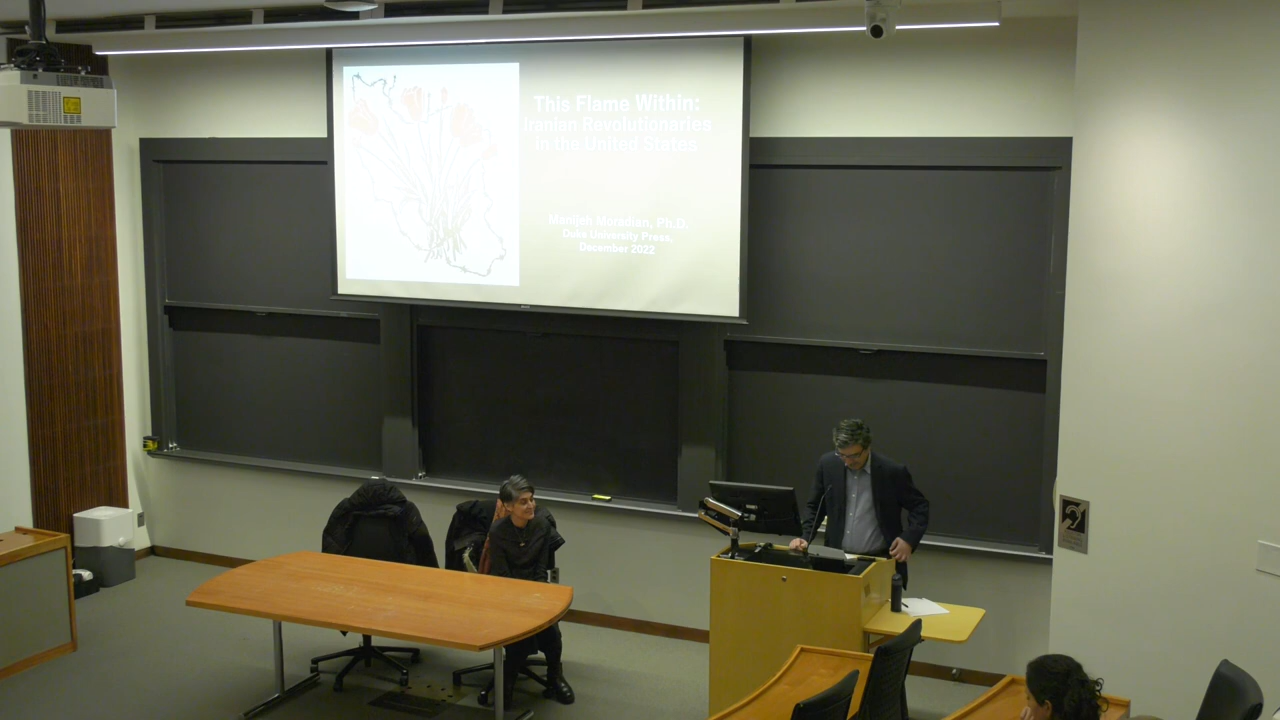 This Flame Within:
Iranian Revolutionaries
in the United States
Manijeh Moradian, Ph.D.
Duke University Press,
December 2022